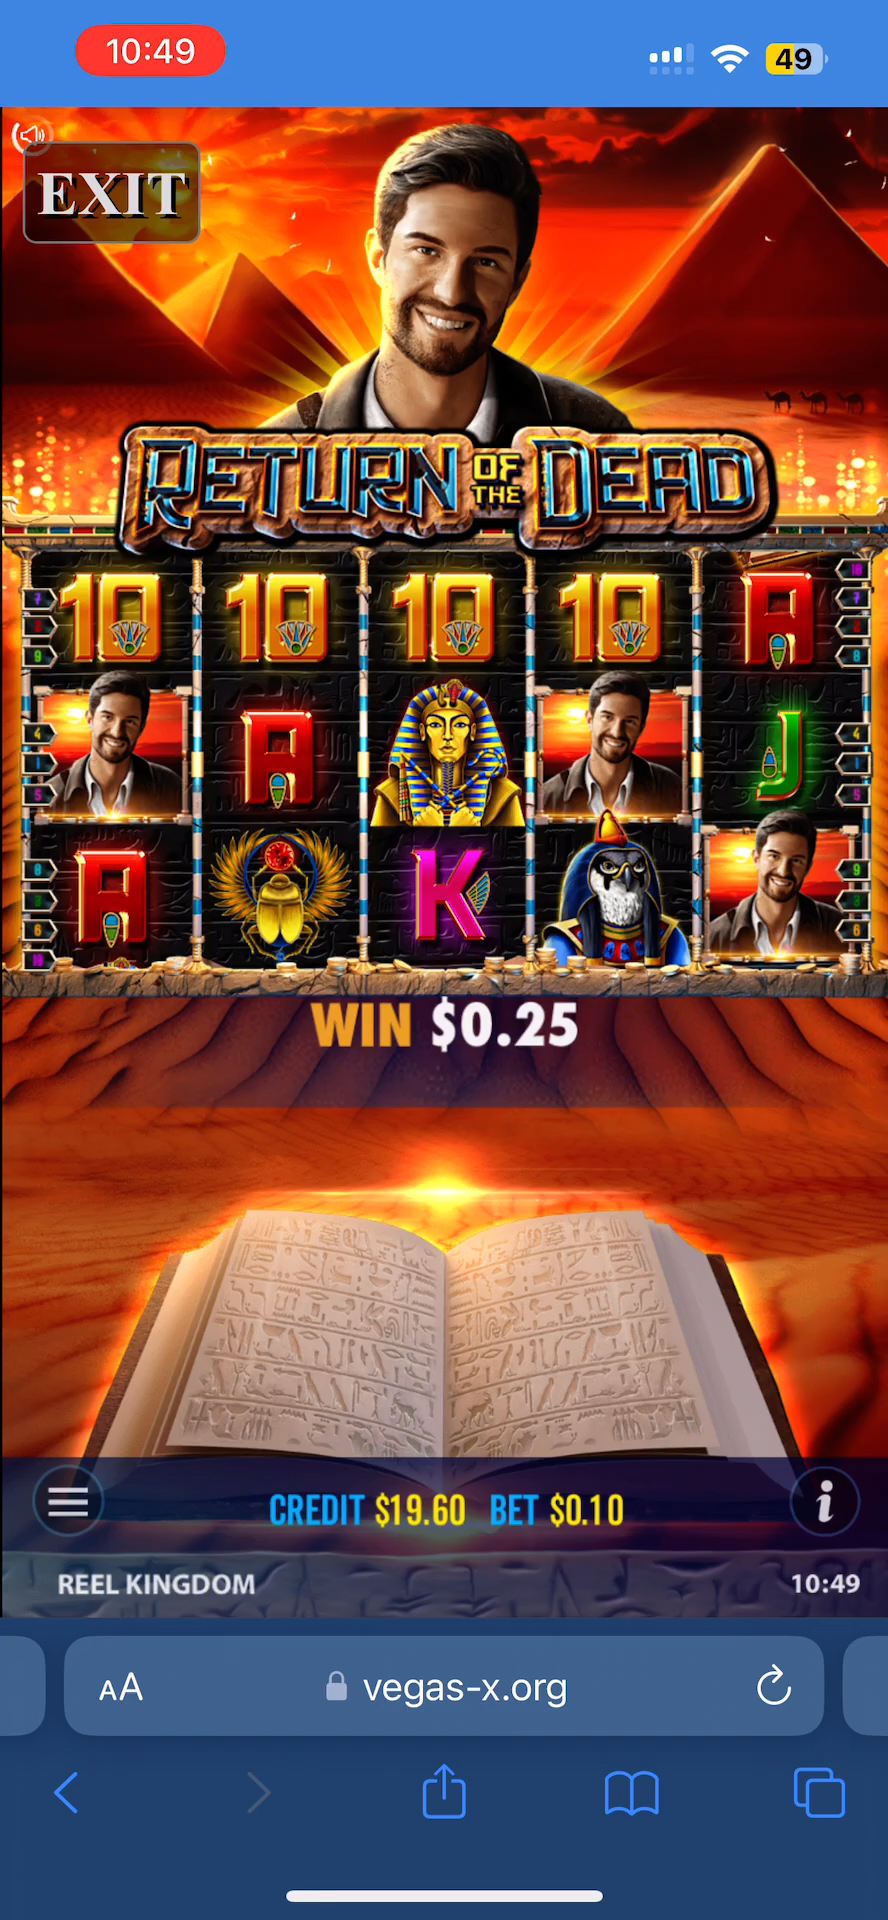 10:49
49
EXIT
RETURN OF THE DEAD
10 10 10 10 A
A J
A K
WIN $0.25
CREDIT $19.60 BET $0.10
i
REEL KINGDOM
10:49
AA
vegas-x.org